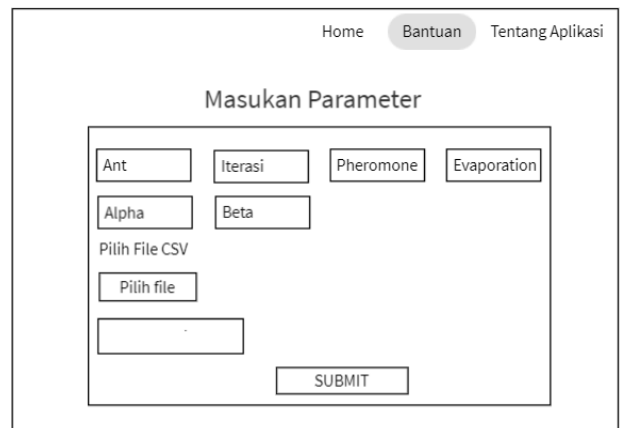 Home Bantuan Tentang Aplikasi
Masukan Parameter
Ant Iterasi Pheromone Evaporation
Alpha Beta
Pilih File CSV
Pilih file
SUBMIT